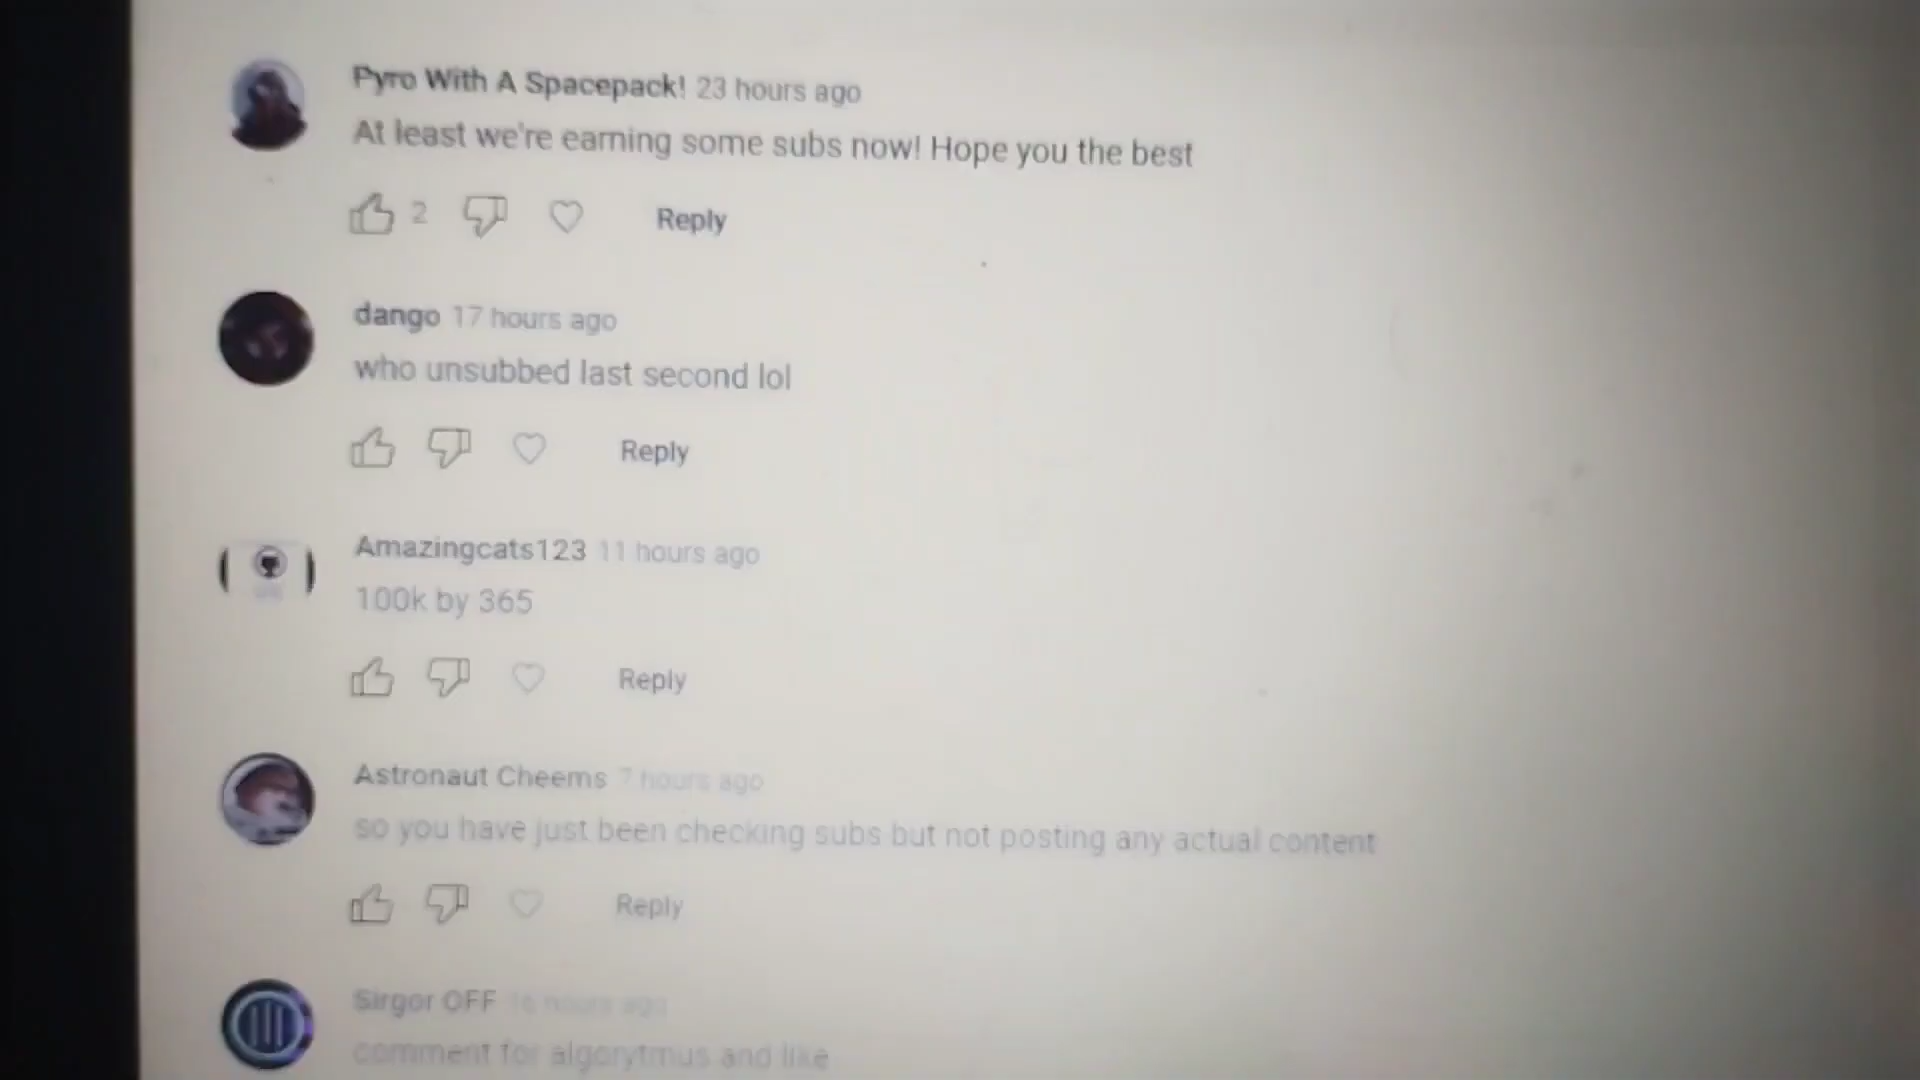 Pyro With A Spacepack! 23 hours ago
At least we're earning some subs now! Hope you the best
2 Reply
dango 17 hours ago
who unsubbed last second lol
Reply
Amazingcats123 11 hours ago
100k by 365
Reply
Astronaut Cheems 7 hours ago
so you have just been checking subs but not posting any actual content
Reply
Sirgor OFF 16 hours ago
comment for algorytmus and like